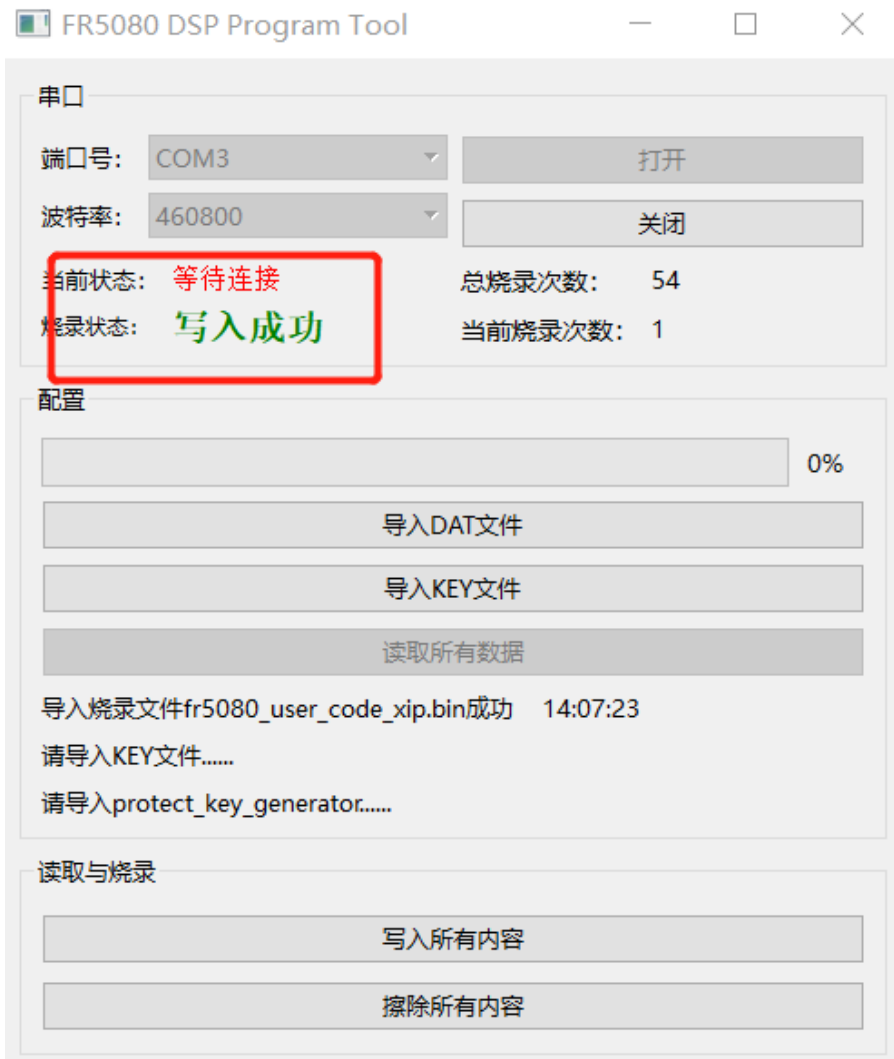 FR5080 DSP Program Tool
串口
端口号: COM3 打开
波特率: 460800 关闭
当前状态: 等待连接 总烧录次数: 54
烧录状态: 写入成功 当前烧录次数: 1
配置
0%
导入DAT文件
导入KEY文件
读取所有数据
导入烧录文件fr5080_user_code_xip.bin成功 14:07:23
请导入KEY文件......
请导入protect_key_generator......
读取与烧录
写入所有内容
擦除所有内容